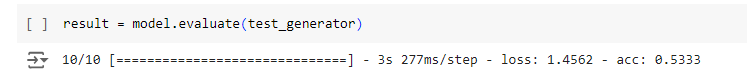 [ ] result = model.evaluate(test_generator)
10/10 [==============================] - 3s 277ms/step - loss: 1.4562 - acc: 0.5333